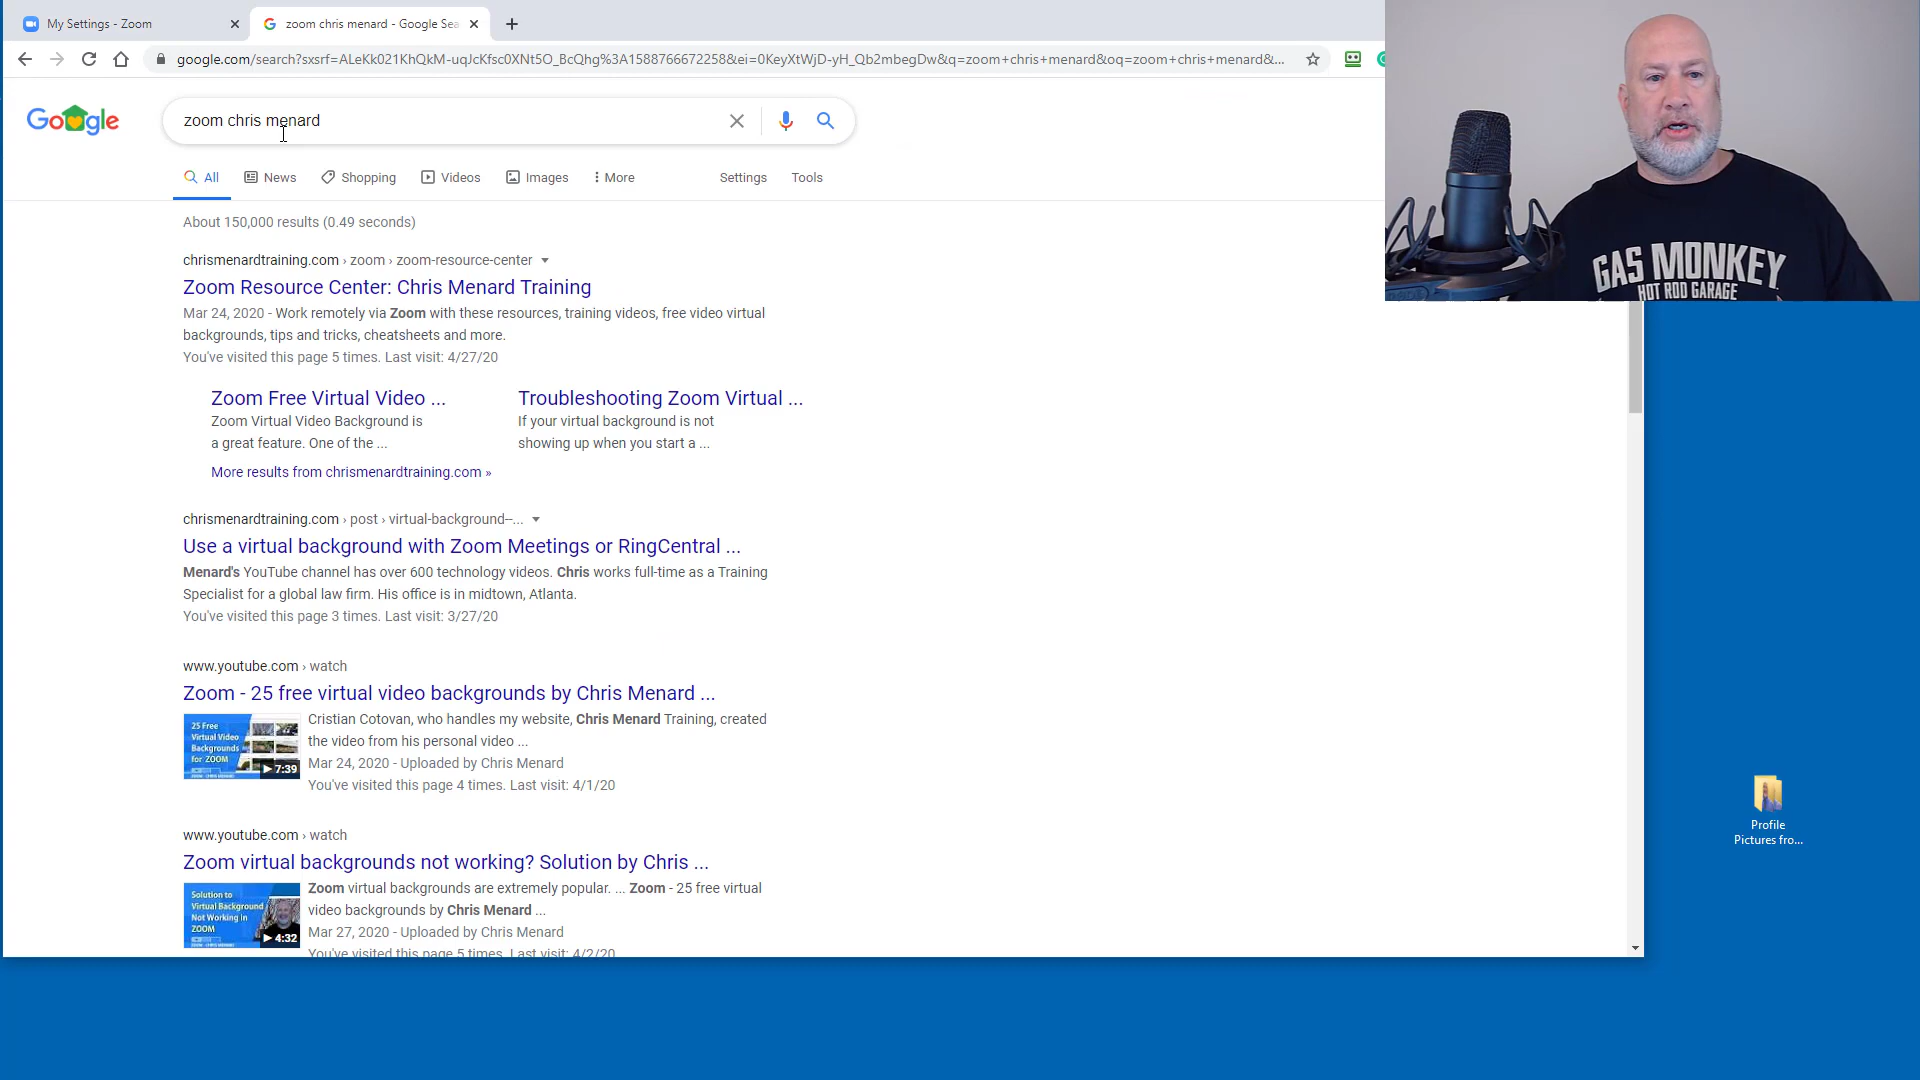 My Settings - Zoom
zoom chris menard - Google Sea
google.com/search?sxsrf=ALeKk021KhQkM-uqJcKfsc0XNt5O_BcQhg%3A1588766672258&ei=0KeyXtWjD-yH_Qb2mbegDw&q=zoom+chris+menard&oq=zoom+chris+menard&...
Google
zoom chris menard
All News Shopping Videos Images More Settings Tools
About 150,000 results (0.49 seconds)
chrismenardtraining.com › zoom › zoom-resource-center
Zoom Resource Center: Chris Menard Training
Mar 24, 2020 - Work remotely via Zoom with these resources, training videos, free video virtual
backgrounds, tips and tricks, cheatsheets and more.
You've visited this page 5 times. Last visit: 4/27/20
Zoom Free Virtual Video ...
Zoom Virtual Video Background is
a great feature. One of the ...
Troubleshooting Zoom Virtual ...
If your virtual background is not
showing up when you start a ...
More results from chrismenardtraining.com »
chrismenardtraining.com › post › virtual-background--...
Use a virtual background with Zoom Meetings or RingCentral ...
Menard's YouTube channel has over 600 technology videos. Chris works full-time as a Training
Specialist for a global law firm. His office is in midtown, Atlanta.
You've visited this page 3 times. Last visit: 3/27/20
www.youtube.com › watch
Zoom - 25 free virtual video backgrounds by Chris Menard ...
25 Free
Virtual Video
Backgrounds
for ZOOM
7:39
Cristian Cotovan, who handles my website, Chris Menard Training, created
the video from his personal video ...
Mar 24, 2020 - Uploaded by Chris Menard
You've visited this page 4 times. Last visit: 4/1/20
www.youtube.com › watch
Zoom virtual backgrounds not working? Solution by Chris ...
Solution to
Virtual Background
Not Working in
ZOOM
4:32
Zoom virtual backgrounds are extremely popular. ... Zoom - 25 free virtual
video backgrounds by Chris Menard ...
Mar 27, 2020 - Uploaded by Chris Menard
You've visited this page 5 times. Last visit: 4/2/20
GAS MONKEY
HOT ROD GARAGE
Profile
Pictures fro...